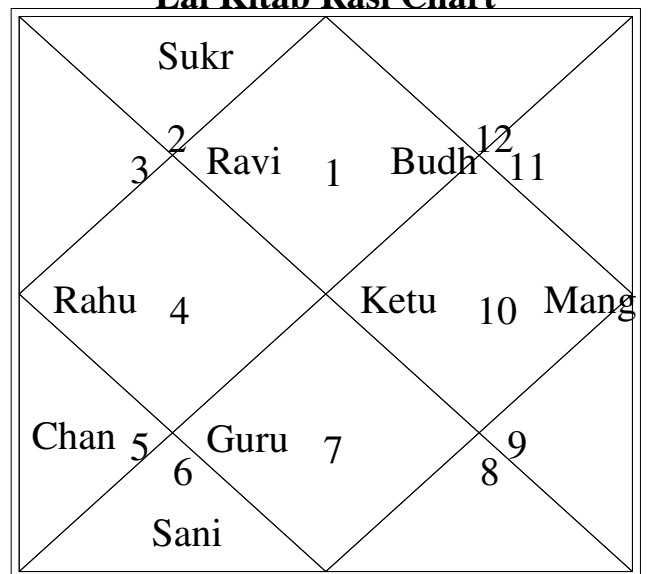 Lal Kitab Rasi Chart
Sukr
2 12
3 Ravi 1 Budh 11
Rahu 4 Ketu 10 Mang
Chan 5 Guru 7 9
6 8
Sani